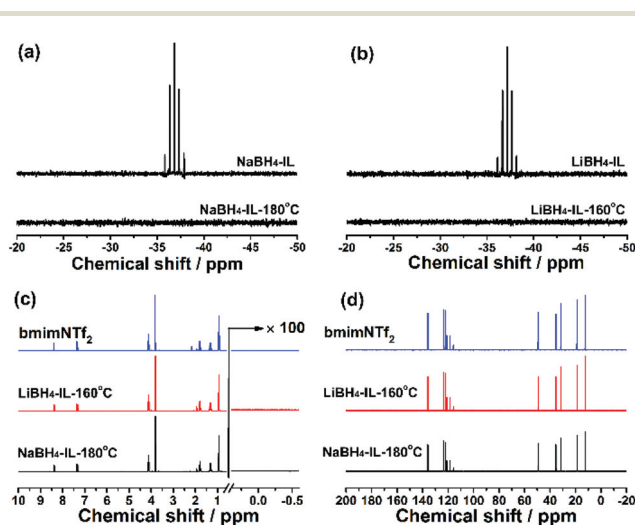 (a)
NaBH₄-IL
NaBH₄-IL-180°C
-20 -25 -30 -35 -40 -45 -50
Chemical shift / ppm
(b)
LiBH₄-IL
LiBH₄-IL-160°C
-20 -25 -30 -35 -40 -45 -50
Chemical shift / ppm
(c)
× 100
bmimNTf₂
LiBH₄-IL-160°C
NaBH₄-IL-180°C
10 9 8 7 6 5 4 3 2 1 0.0 -0.5
Chemical shift / ppm
(d)
bmimNTf₂
LiBH₄-IL-160°C
NaBH₄-IL-180°C
200 180 160 140 120 100 80 60 40 20 0 -20
Chemical shift / ppm